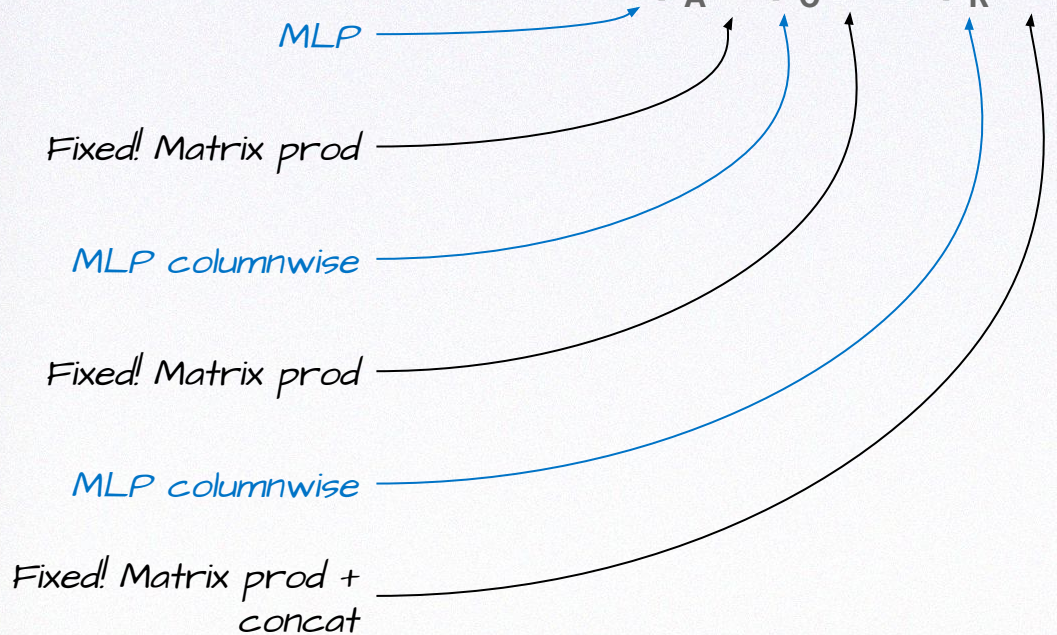 MLP
Fixed! Matrix prod
MLP columnwise
Fixed! Matrix prod
MLP columnwise
Fixed! Matrix prod +
concat